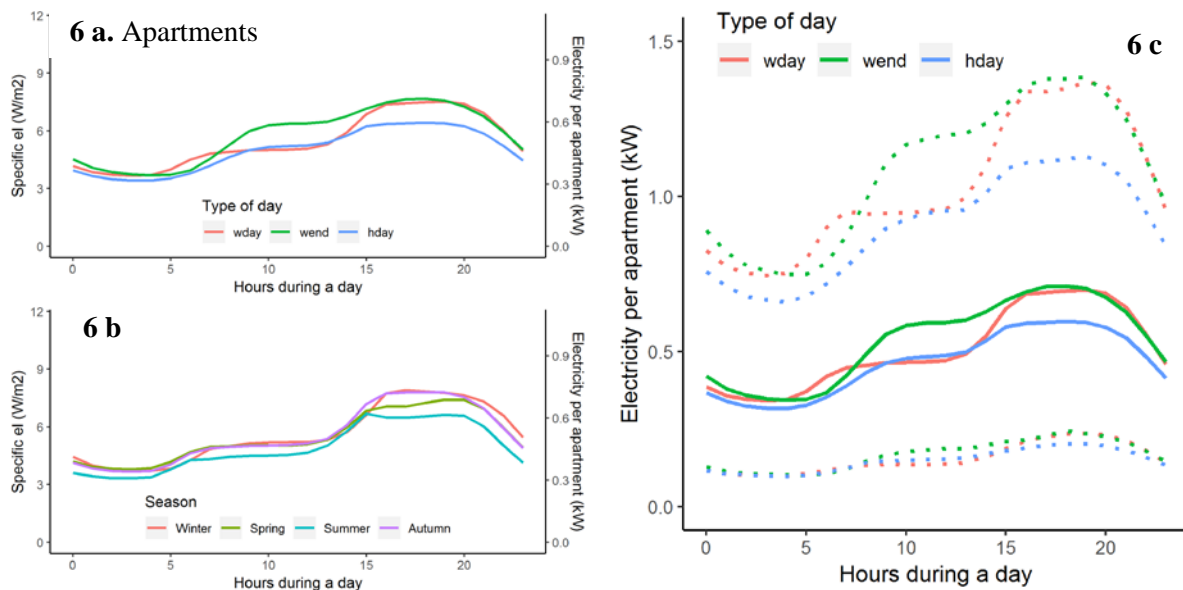 6 a. Apartments
Specific el (W/m2)
12
9
6
3
0
Electricity per apartment (kW)
0.9
0.6
0.3
0.0
Type of day
wday wend hday
0 5 10 15 20
Hours during a day
6 b
Specific el (W/m2)
12
9
6
3
0
Electricity per apartment (kW)
0.9
0.6
0.3
0.0
Season
Winter Spring Summer Autumn
0 5 10 15 20
Hours during a day
Type of day
wday wend hday
6 c
Electricity per apartment (kW)
1.5
1.0
0.5
0.0
0 5 10 15 20
Hours during a day